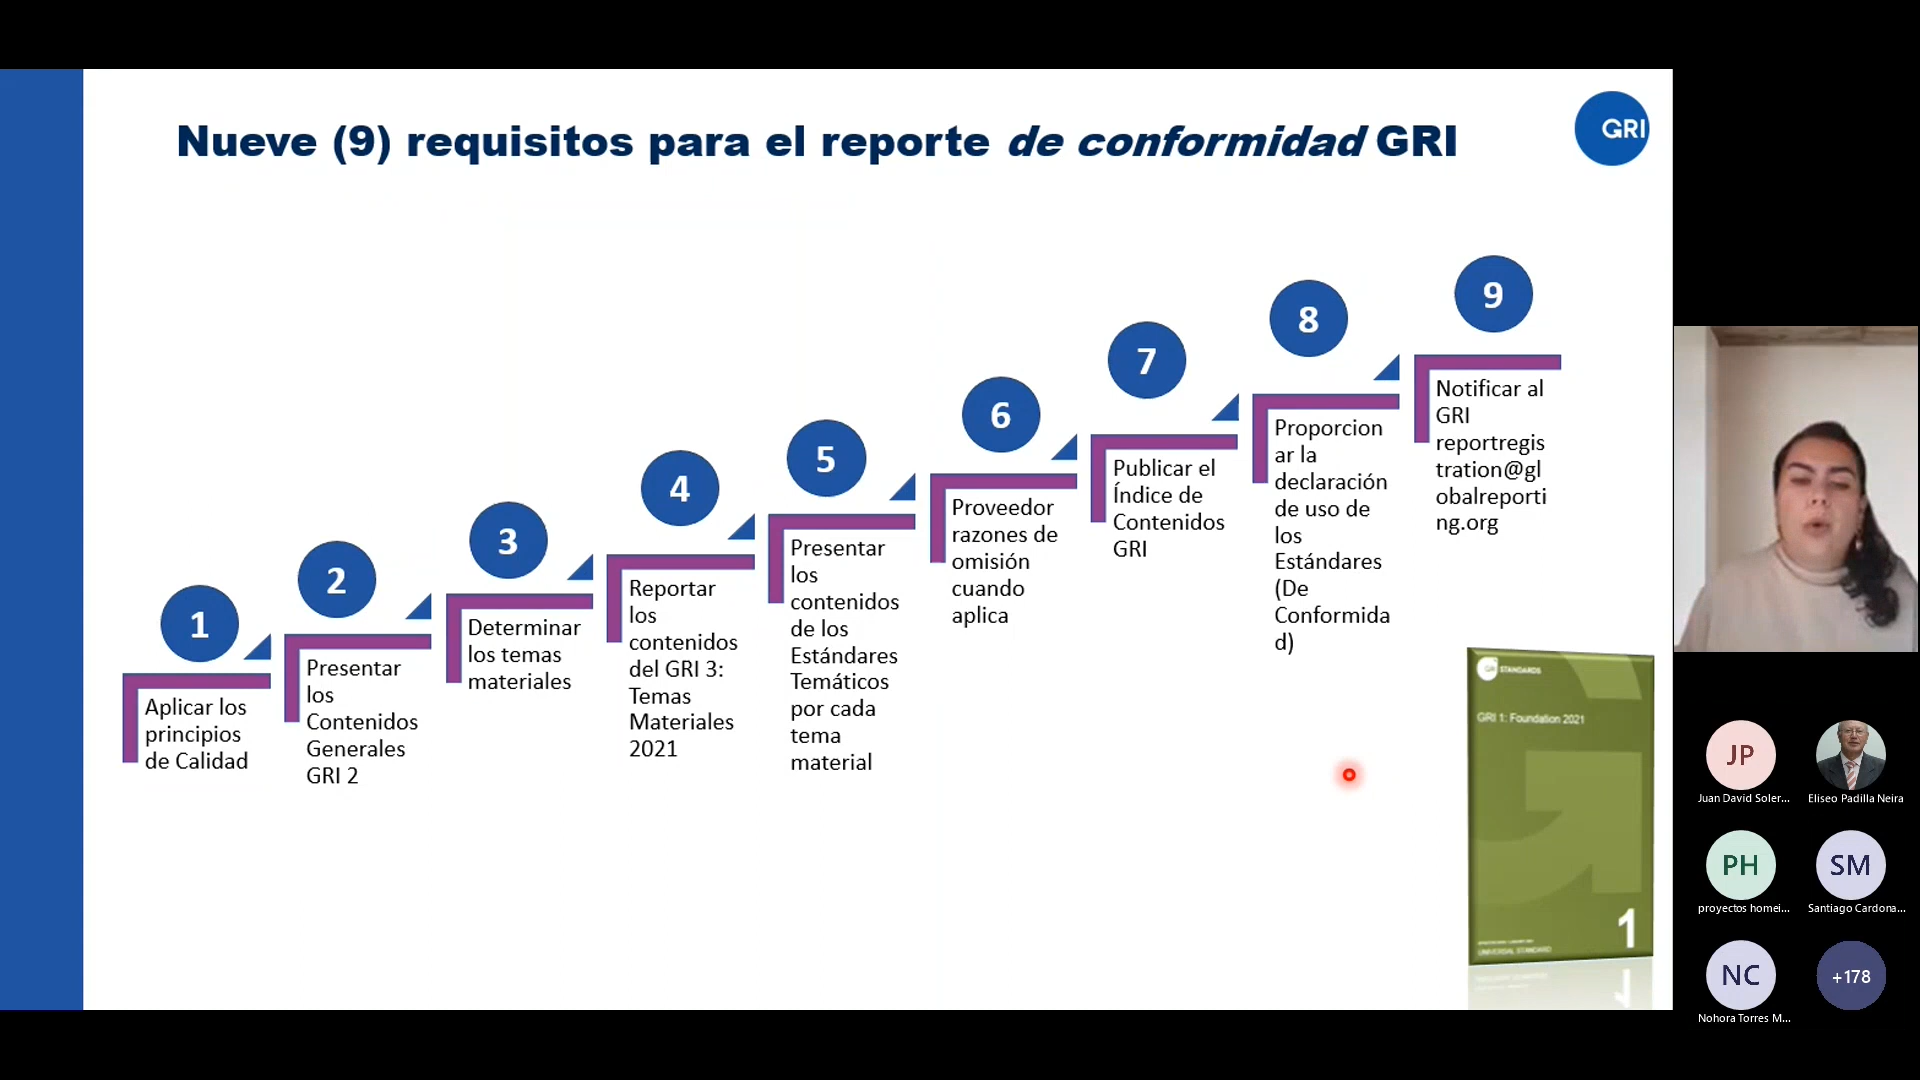 Nueve (9) requisitos para el reporte de conformidad GRI
GRI
1
Aplicar los
principios
de Calidad
2
Presentar
los
Contenidos
Generales
GRI 2
3
Determinar
los temas
materiales
4
Reportar
los
contenidos
del GRI 3:
Temas
Materiales
2021
5
Presentar
los
contenidos
de los
Estándares
Temáticos
por cada
tema
material
6
Proveedor
razones de
omisión
cuando
aplica
7
Publicar el
Índice de
Contenidos
GRI
8
Proporcion
ar la
declaración
de uso de
los
Estándares
(De
Conformida
d)
9
Notificar al
GRI
reportregis
tration@gl
obalreporti
ng.org
GRI STANDARDS
GRI 1: Foundation 2021
1
UNIVERSAL STANDARD
JP
Juan David Soler...
Eliseo Padilla Neira
PH
proyectos homei...
SM
Santiago Cardona...
NC
Nohora Torres M...
+178